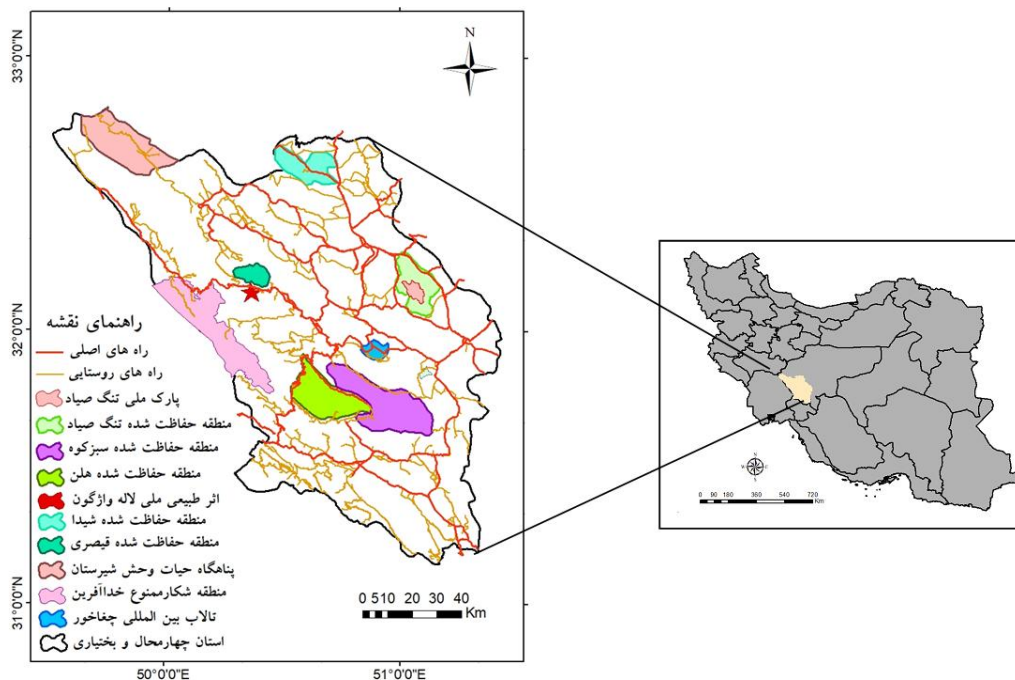 33°0'0"N
32°0'0"N
31°0'0"N
50°0'0"E
51°0'0"E
N
راهنمای نقشه
راه های اصلی
راه های روستایی
پارک ملی تنگ صیاد
منطقه حفاظت شده تنگ صیاد
منطقه حفاظت شده سبزکوه
منطقه حفاظت شده هلن
اثر طبیعی ملی لاله واژگون
منطقه حفاظت شده شیدا
منطقه حفاظت شده قیصری
پناهگاه حیات وحش شیرستان
منطقه شکارممنوع خداآفرین
تالاب بین المللی چغاخور
استان چهارمحال و بختیاری
0 510 20 30 40
Km
N
W E
S
0 90 180 360 540 720
Km